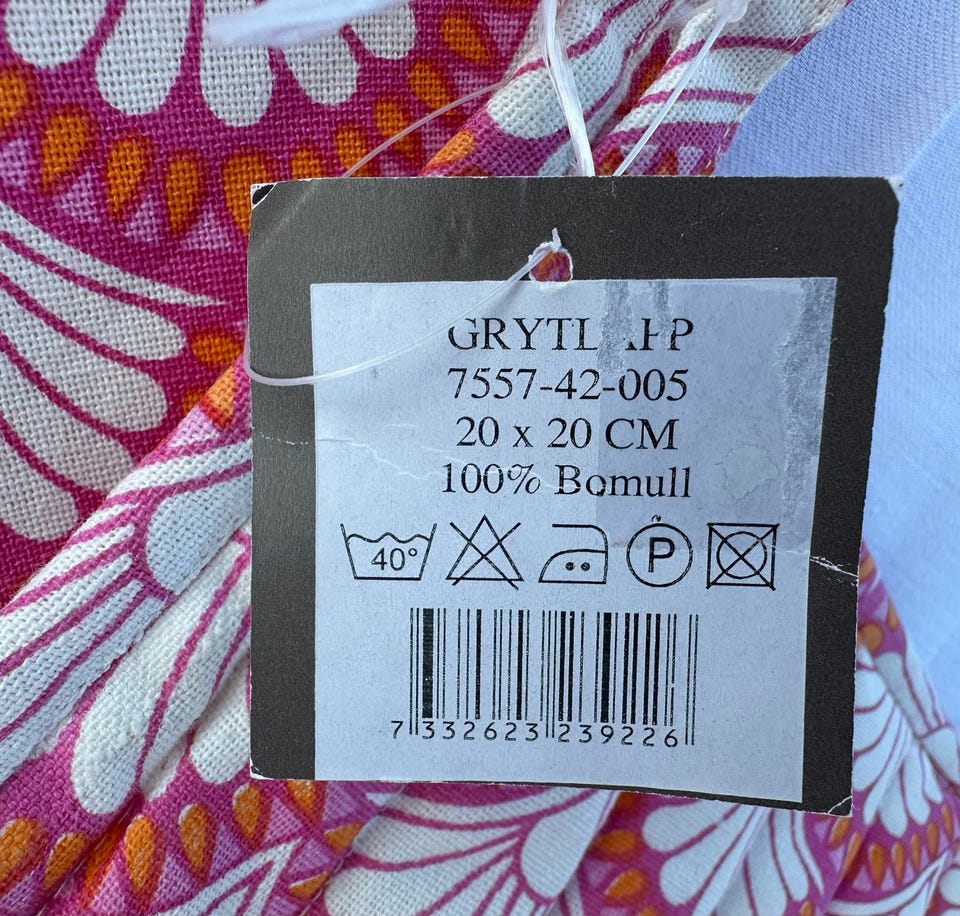 GRYTLAPP
7557-42-005
20 x 20 CM
100% Bomull
40° P
7 332623 239226